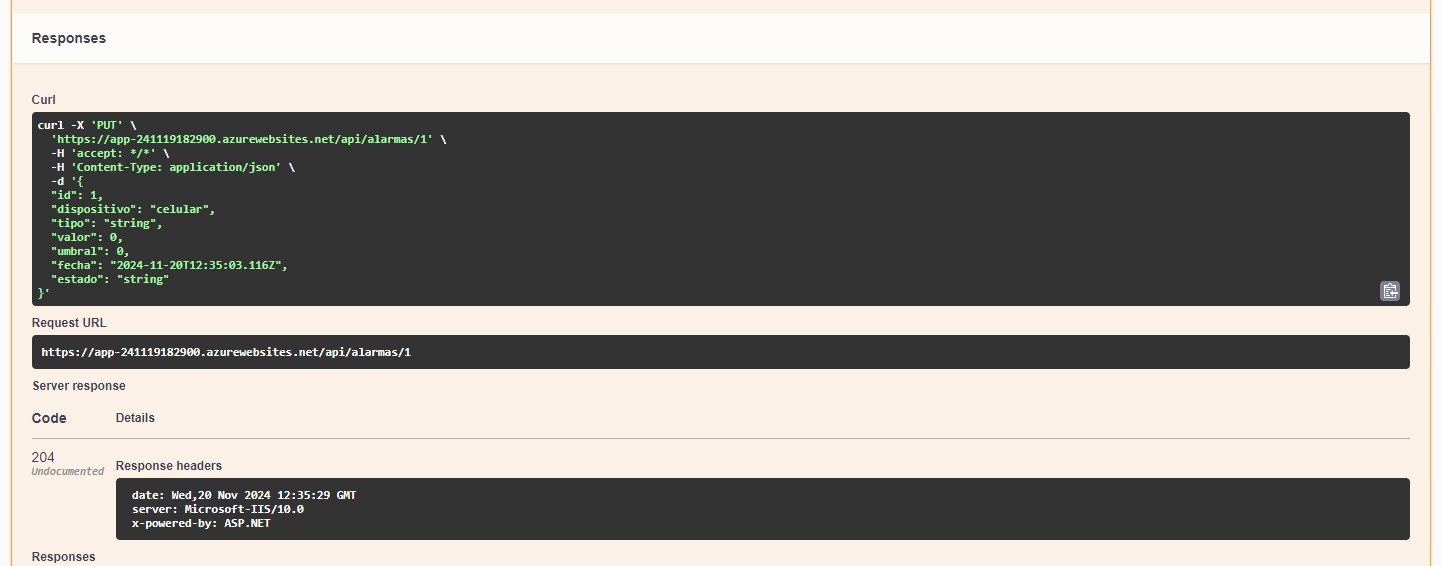 Responses
Curl
curl -X 'PUT' \
  'https://app-241119182900.azurewebsites.net/api/alarmas/1' \
  -H 'accept: */*' \
  -H 'Content-Type: application/json' \
  -d '{
  "id": 1,
  "dispositivo": "celular",
  "tipo": "string",
  "valor": 0,
  "umbral": 0,
  "fecha": "2024-11-20T12:35:03.116Z",
  "estado": "string"
}'
Request URL
https://app-241119182900.azurewebsites.net/api/alarmas/1
Server response
Code Details
204
Undocumented
Response headers
date: Wed,20 Nov 2024 12:35:29 GMT
server: Microsoft-IIS/10.0
x-powered-by: ASP.NET
Responses